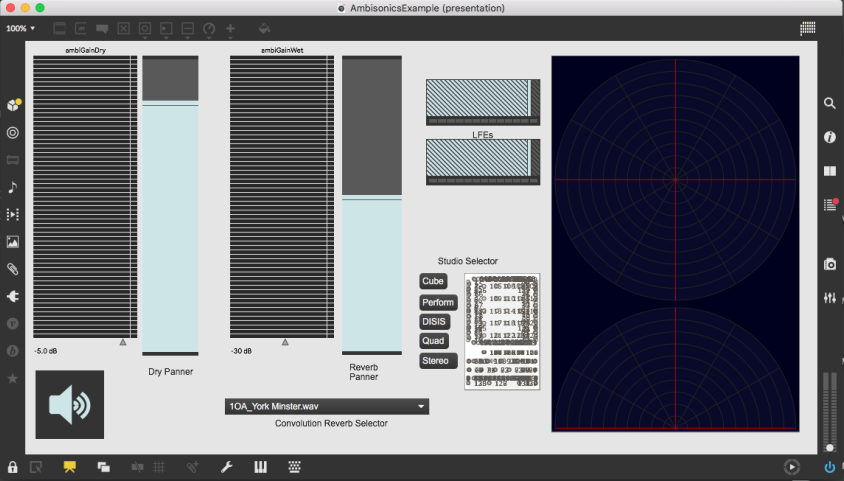 AmbisonicsExample (presentation)
100%
ambiGainDry
ambiGainWet
LFEs
Studio Selector
Cube
Perform
DISIS
Quad
Stereo
-5.0 dB
-30 dB
Dry Panner
Reverb
Panner
1OA_York Minster.wav
Convolution Reverb Selector